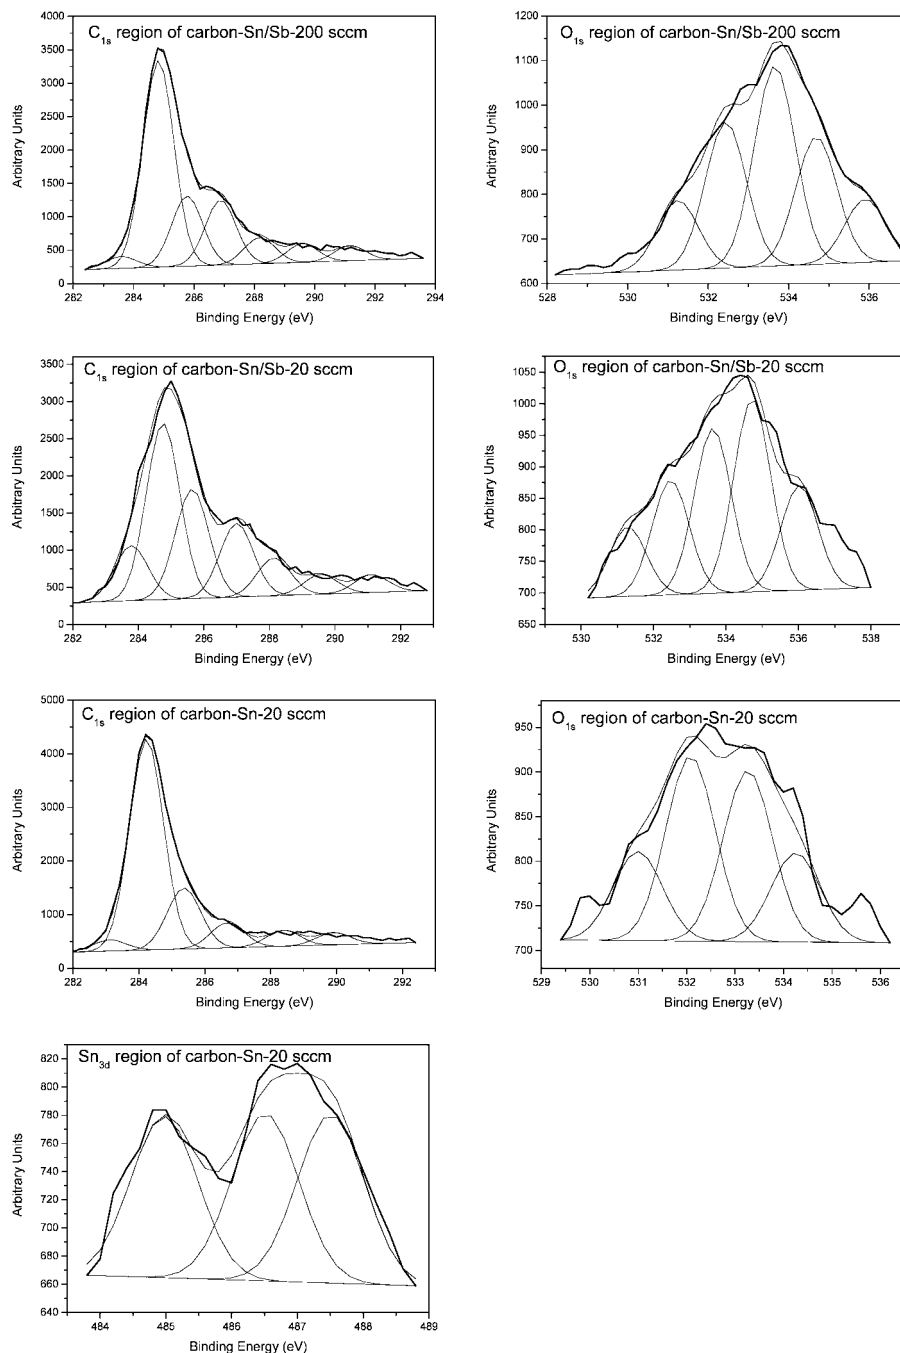 C1s region of carbon-Sn/Sb-200 sccm
Arbitrary Units
4000
3500
3000
2500
2000
1500
1000
500
0
282 284 286 288 290 292 294
Binding Energy (eV)
O1s region of carbon-Sn/Sb-200 sccm
Arbitrary Units
1200
1100
1000
900
800
700
600
528 530 532 534 536
Binding Energy (eV)
C1s region of carbon-Sn/Sb-20 sccm
Arbitrary Units
3500
3000
2500
2000
1500
1000
500
0
282 284 286 288 290 292
Binding Energy (eV)
O1s region of carbon-Sn/Sb-20 sccm
Arbitrary Units
1050
1000
950
900
850
800
750
700
650
530 532 534 536 538
Binding Energy (eV)
C1s region of carbon-Sn-20 sccm
Arbitrary Units
5000
4000
3000
2000
1000
0
282 284 286 288 290 292
Binding Energy (eV)
O1s region of carbon-Sn-20 sccm
Arbitrary Units
950
900
850
800
750
700
529 530 531 532 533 534 535 536
Binding Energy (eV)
Sn3d region of carbon-Sn-20 sccm
Arbitrary Units
820
800
780
760
740
720
700
680
660
640
484 485 486 487 488 489
Binding Energy (eV)